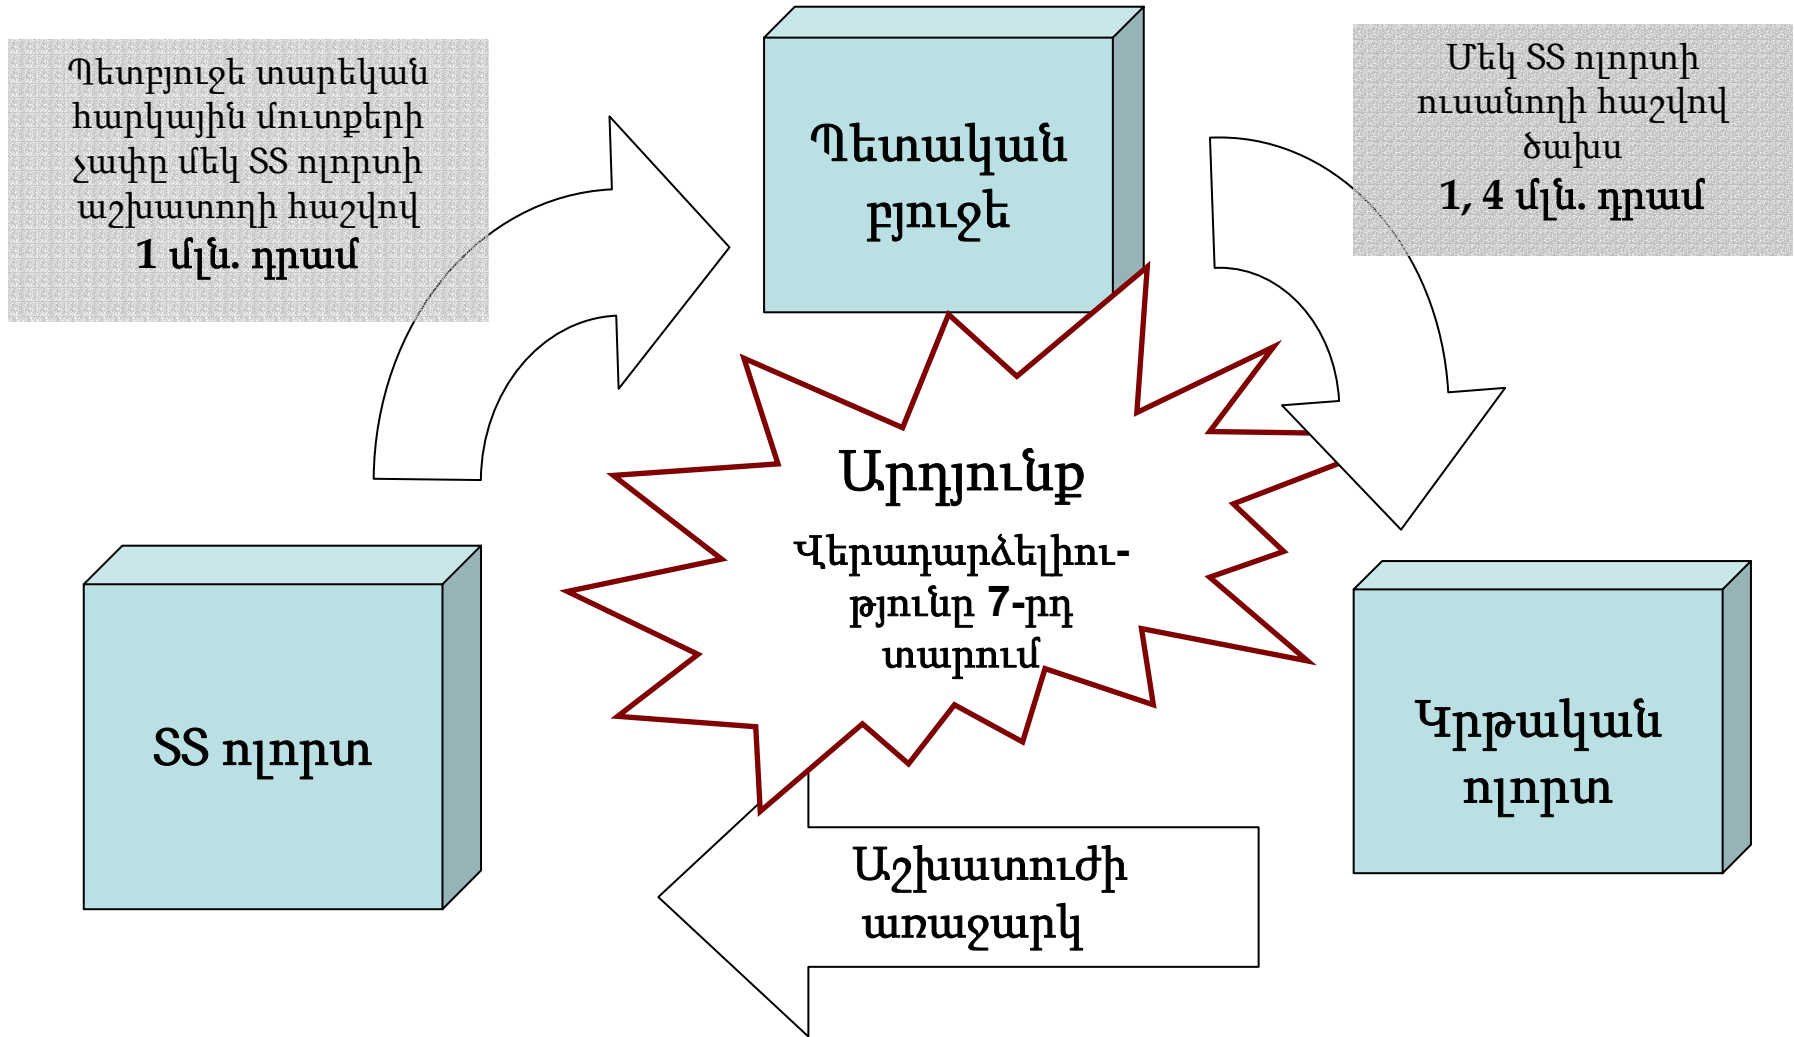 Պետբյուջե տարեկան
հարկային մուտքերի
չափը մեկ ՏՏ ոլորտի
աշխատողի հաշվով
1 մլն. դրամ
Պետական
բյուջե
Մեկ ՏՏ ոլորտի
ուսանողի հաշվով
ծախս
1, 4 մլն. դրամ
Արդյունք
Վերադարձելիու-
թյունը 7-րդ
տարում
ՏՏ ոլորտ
Կրթական
ոլորտ
Աշխատուժի
առաջարկ